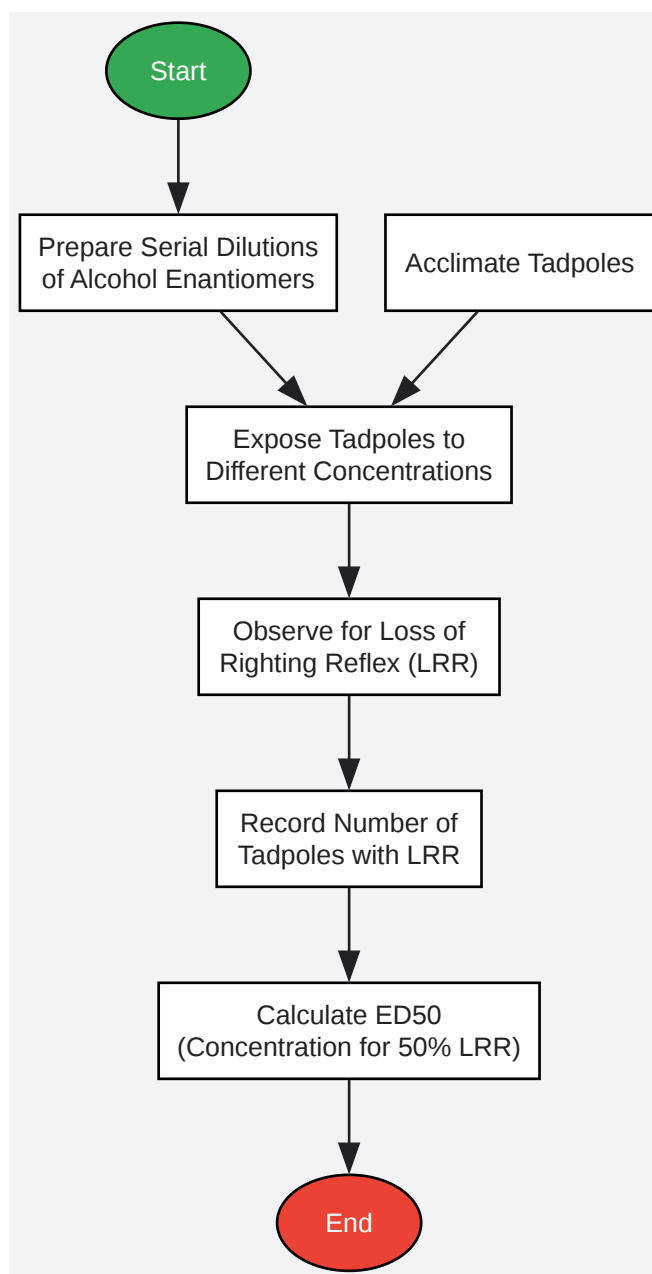 Start
Prepare Serial Dilutions
of Alcohol Enantiomers
Acclimate Tadpoles
Expose Tadpoles to
Different Concentrations
Observe for Loss of
Righting Reflex (LRR)
Record Number of
Tadpoles with LRR
Calculate ED50
(Concentration for 50% LRR)
End